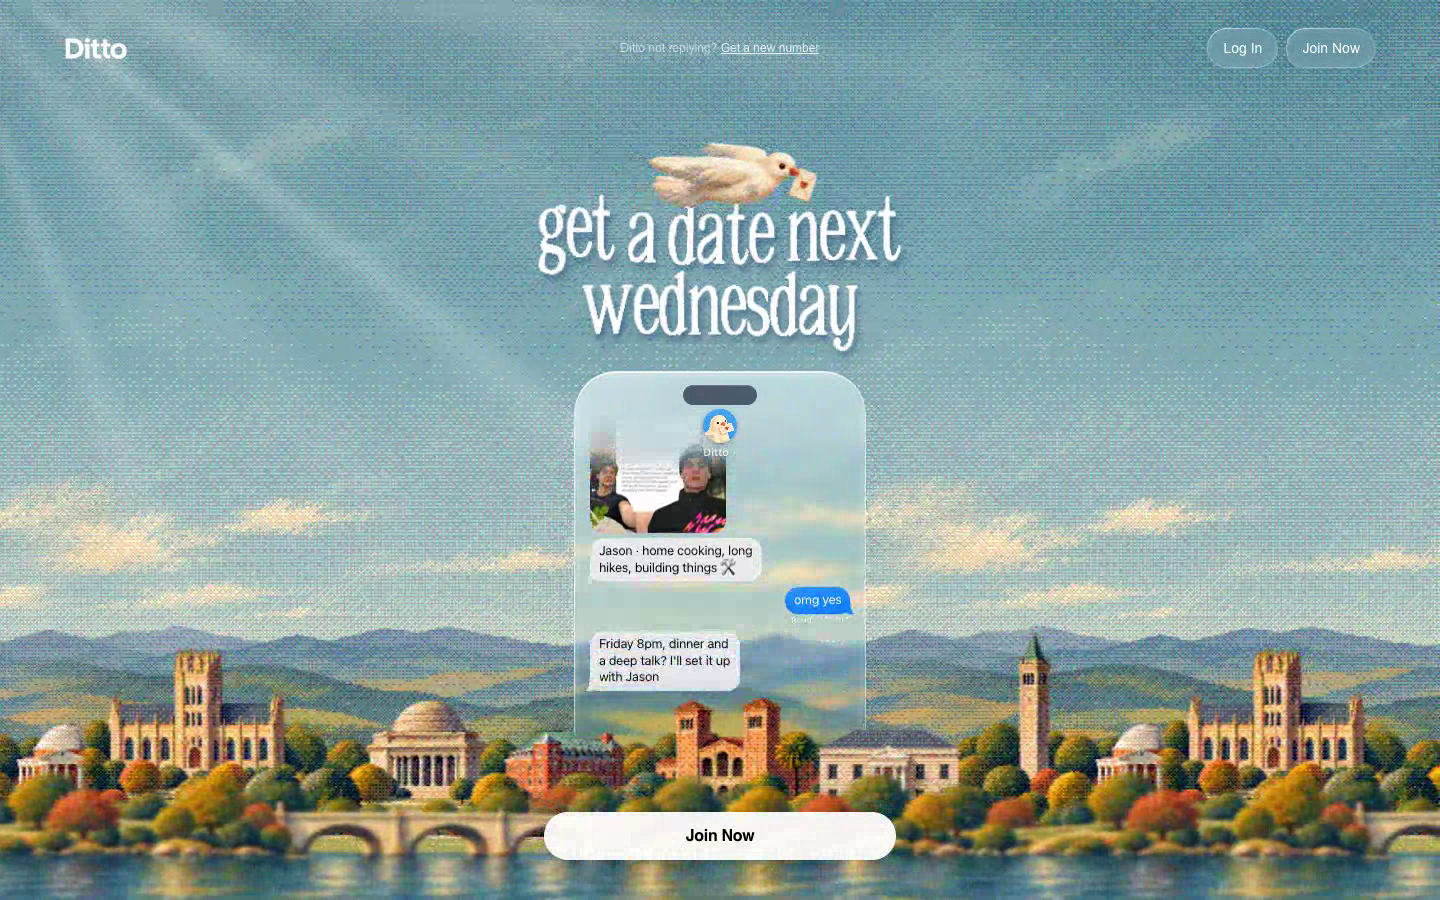 Ditto
Ditto not replying? Get a new number
Log In
Join Now
get a date next
wednesday
Ditto
Jason · home cooking, long
hikes, building things 🛠
omg yes
Friday 8pm, dinner and
a deep talk? I'll set it up
with Jason
Join Now